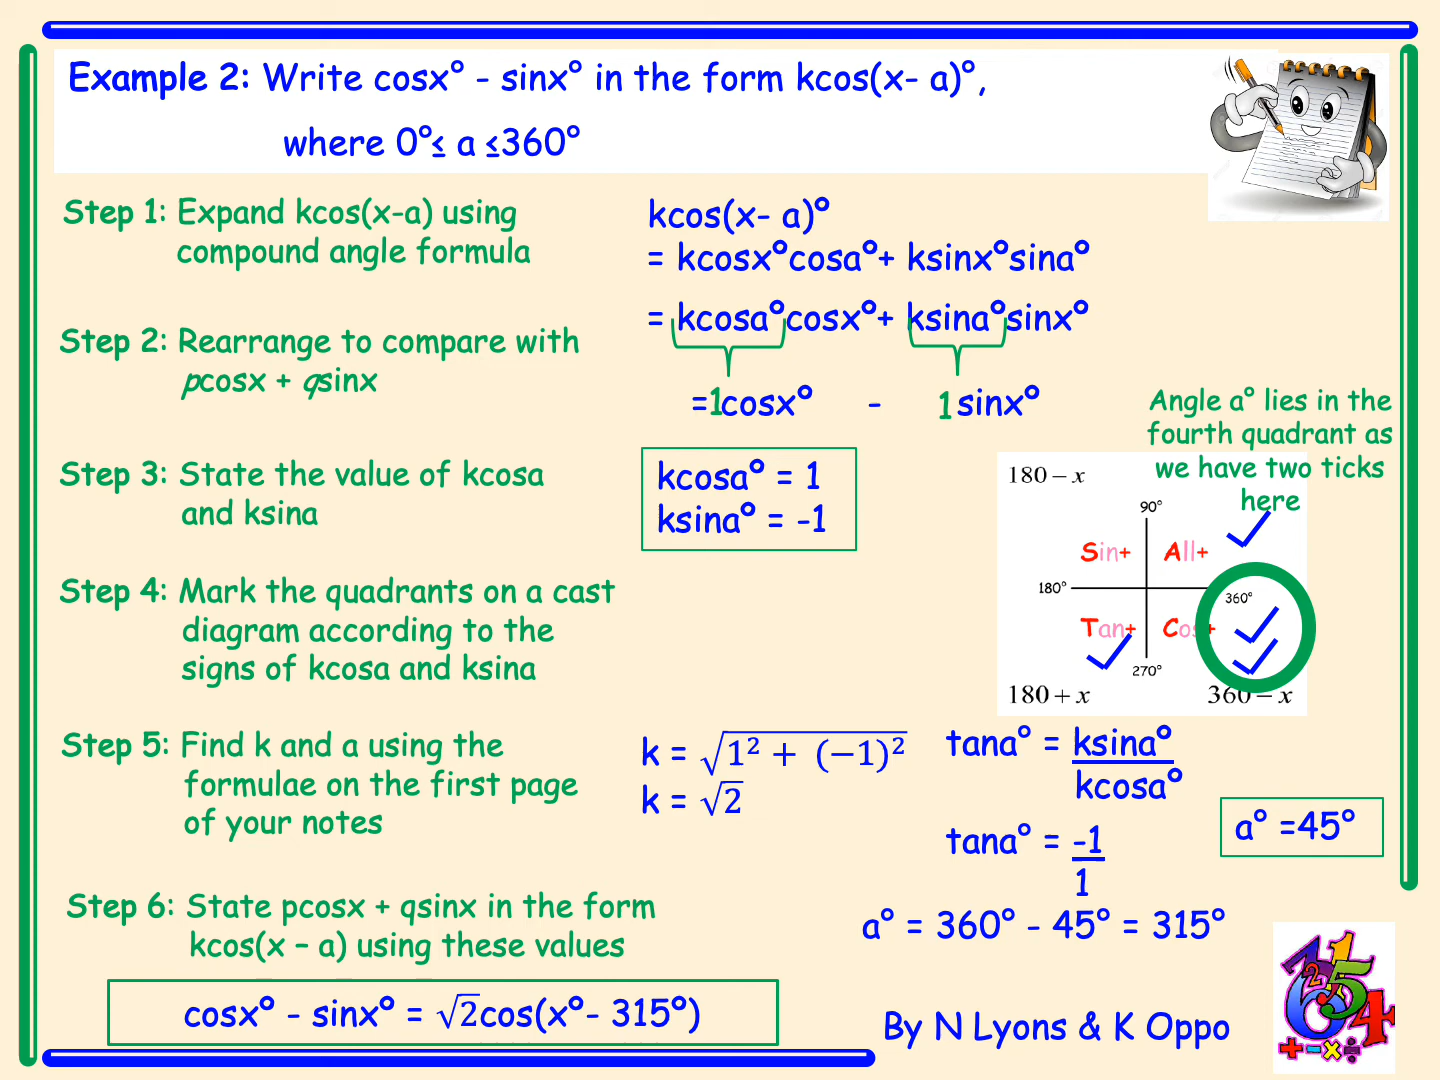 Example 2: Write cosx° - sinx° in the form kcos(x- a)°,
where 0°≤ a ≤360°
Step 1: Expand kcos(x-a) using
compound angle formula
kcos(x- a)°
= kcosx°cosa°+ ksinx°sina°
= kcosa°cosx°+ ksina°sinx°
Step 2: Rearrange to compare with
pcosx + qsinx
=1cosx° - 1sinx°
Step 3: State the value of kcosa
and ksina
kcosa° = 1
ksina° = -1
Angle a° lies in the
fourth quadrant as
we have two ticks
here
180 – x
90°
Sin+ All+
180° 360°
Tan+ Cos+
270°
180 + x 360 – x
Step 4: Mark the quadrants on a cast
diagram according to the
signs of kcosa and ksina
Step 5: Find k and a using the
formulae on the first page
of your notes
k = √1² + (−1)²
k = √2
tana° = ksina°
kcosa°
tana° = -1
1
a° =45°
a° = 360° - 45° = 315°
Step 6: State pcosx + qsinx in the form
kcos(x – a) using these values
cosx° - sinx° = √2cos(x°- 315°)
By N Lyons & K Oppo